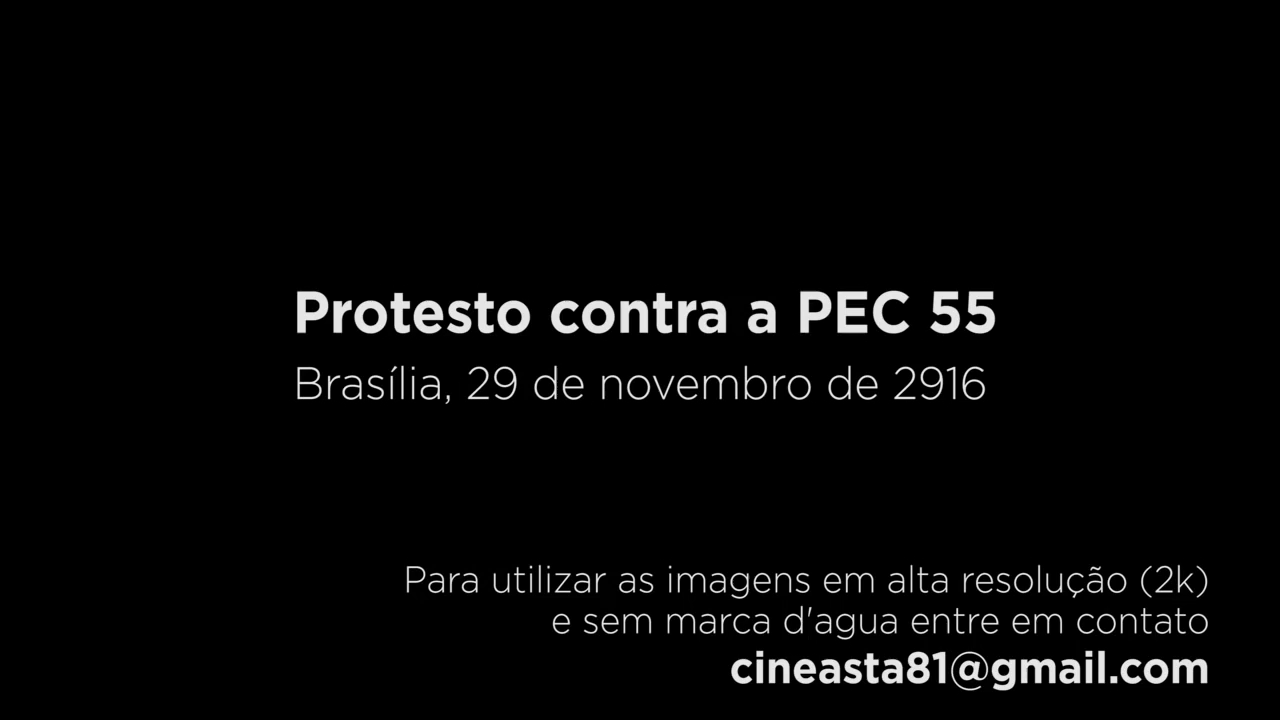 Protesto contra a PEC 55
Brasília, 29 de novembro de 2916
Para utilizar as imagens em alta resolução (2k)
e sem marca d'agua entre em contato
cineasta81@gmail.com